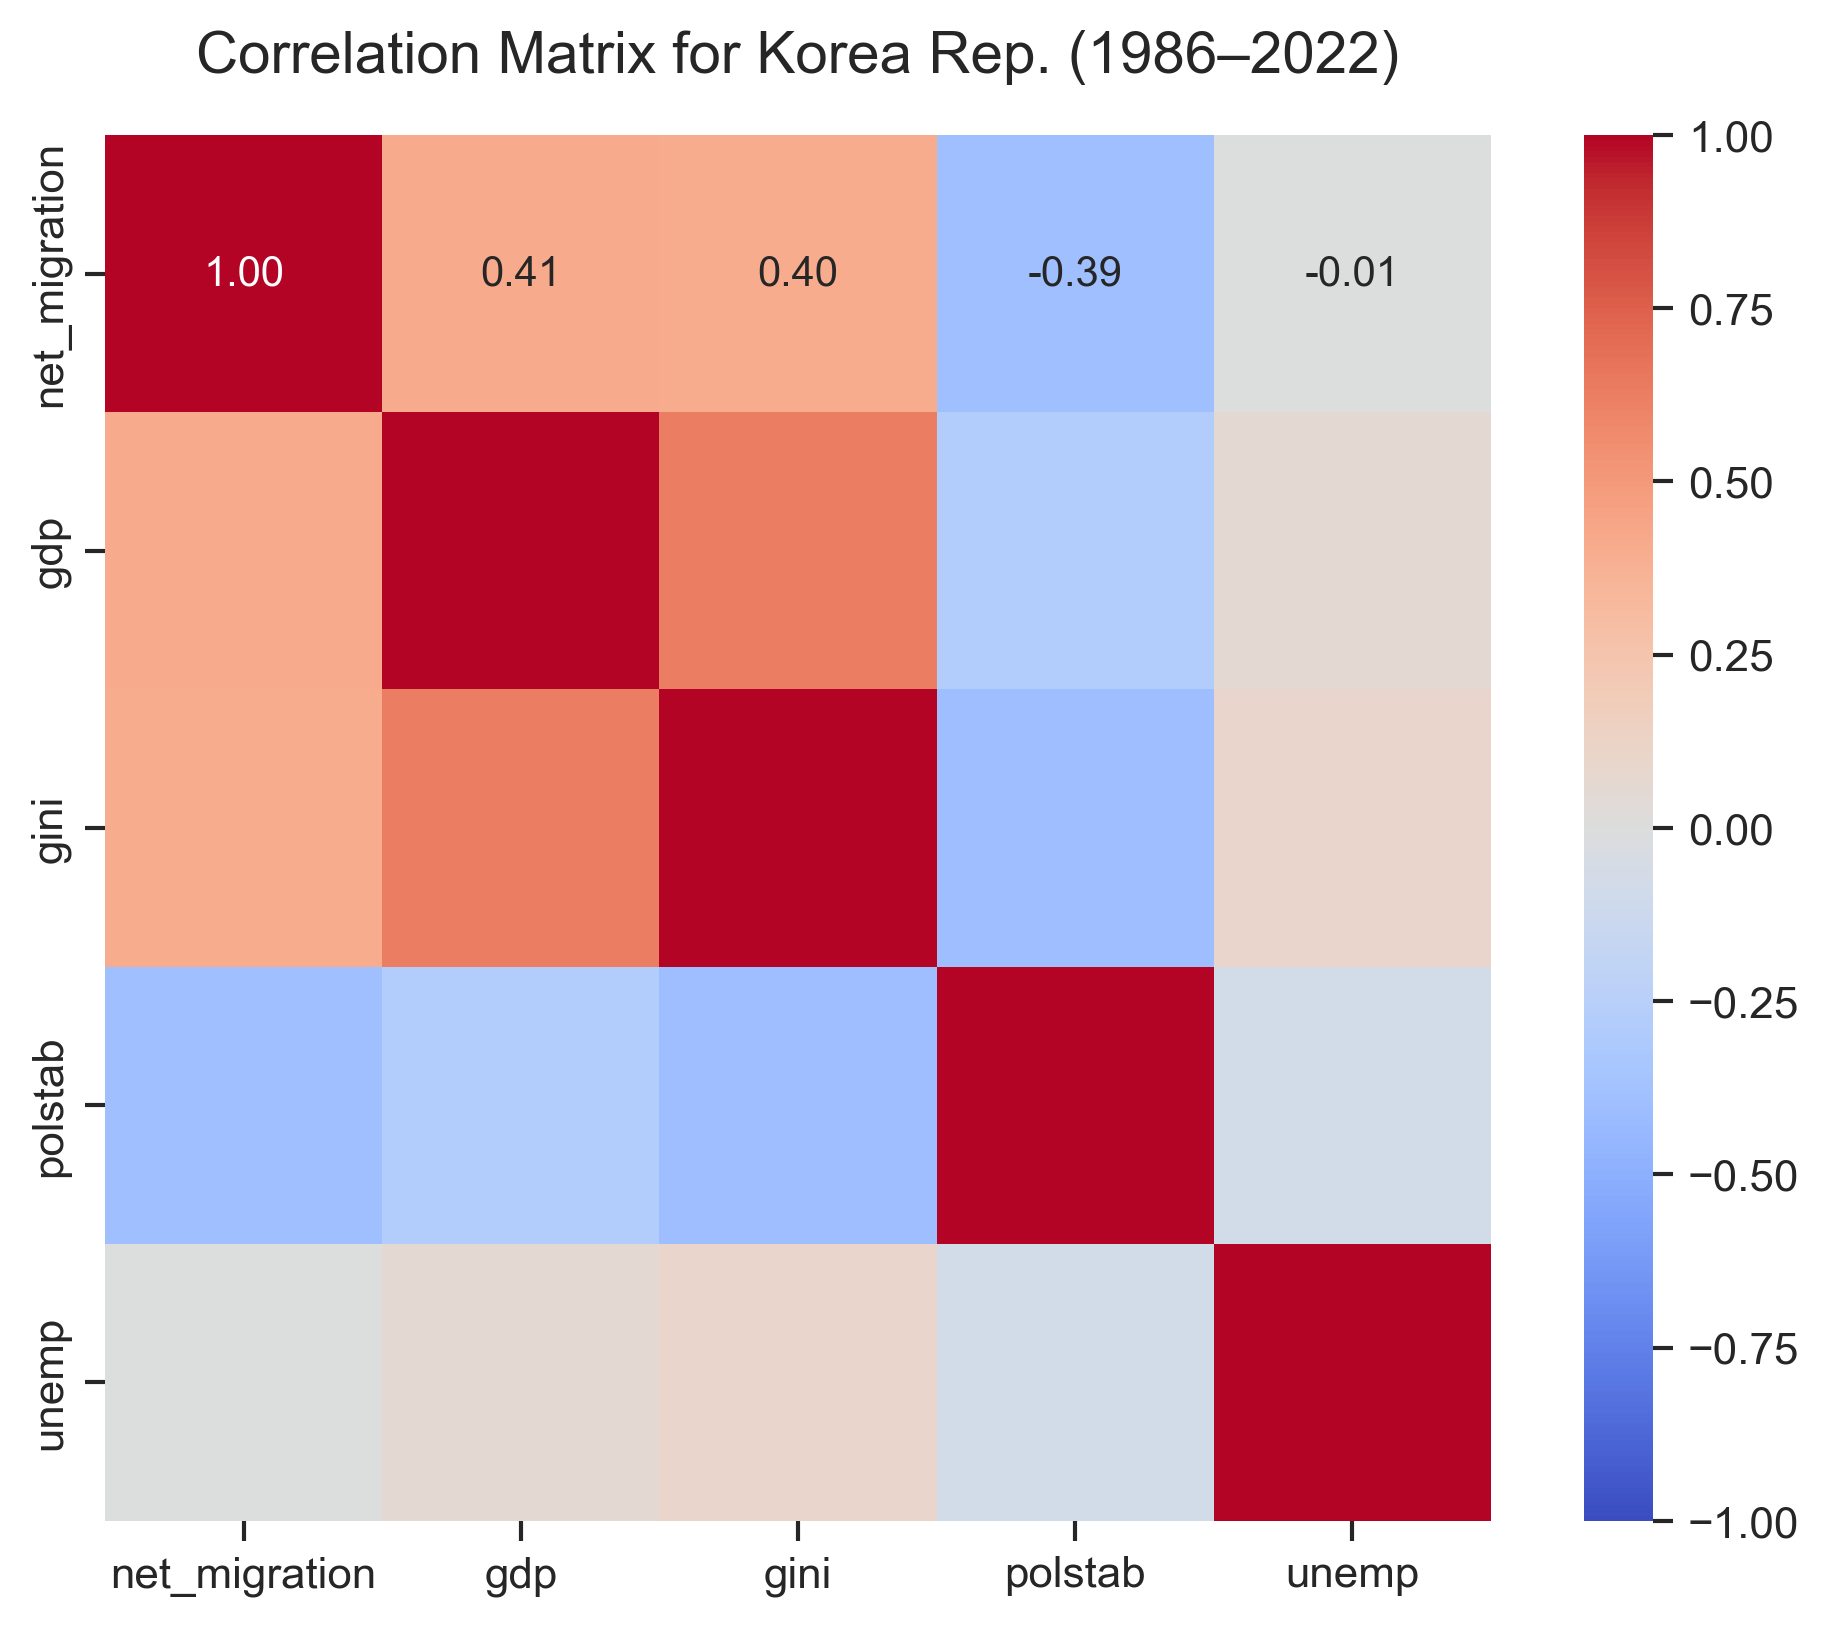 Correlation Matrix for Korea Rep. (1986–2022)
net_migration
gdp
gini
polstab
unemp
1.00 0.41 0.40 -0.39 -0.01
net_migration gdp gini polstab unemp
1.00
0.75
0.50
0.25
0.00
−0.25
−0.50
−0.75
−1.00